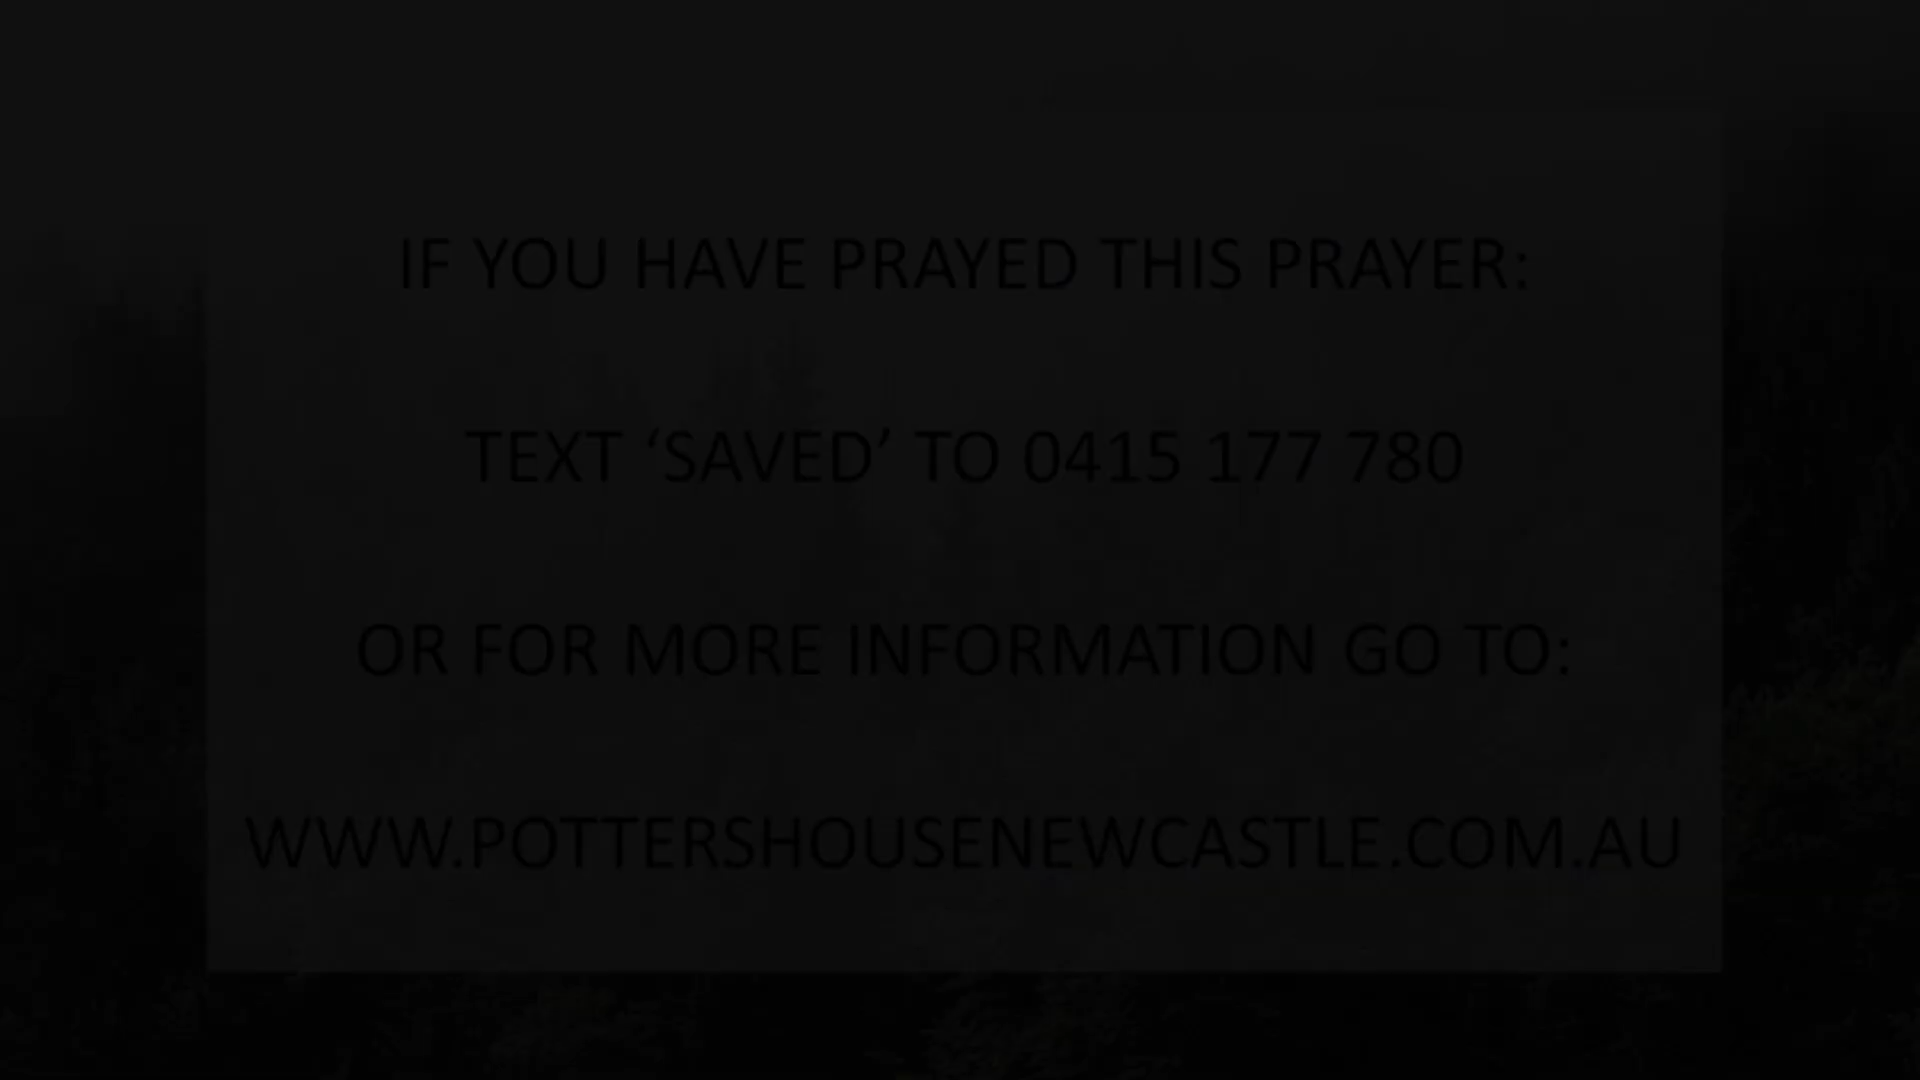 IF YOU HAVE PRAYED THIS PRAYER:
TEXT ‘SAVED’ TO 0415 177 780
OR FOR MORE INFORMATION GO TO:
WWW.POTTERSHOUSENEWCASTLE.COM.AU